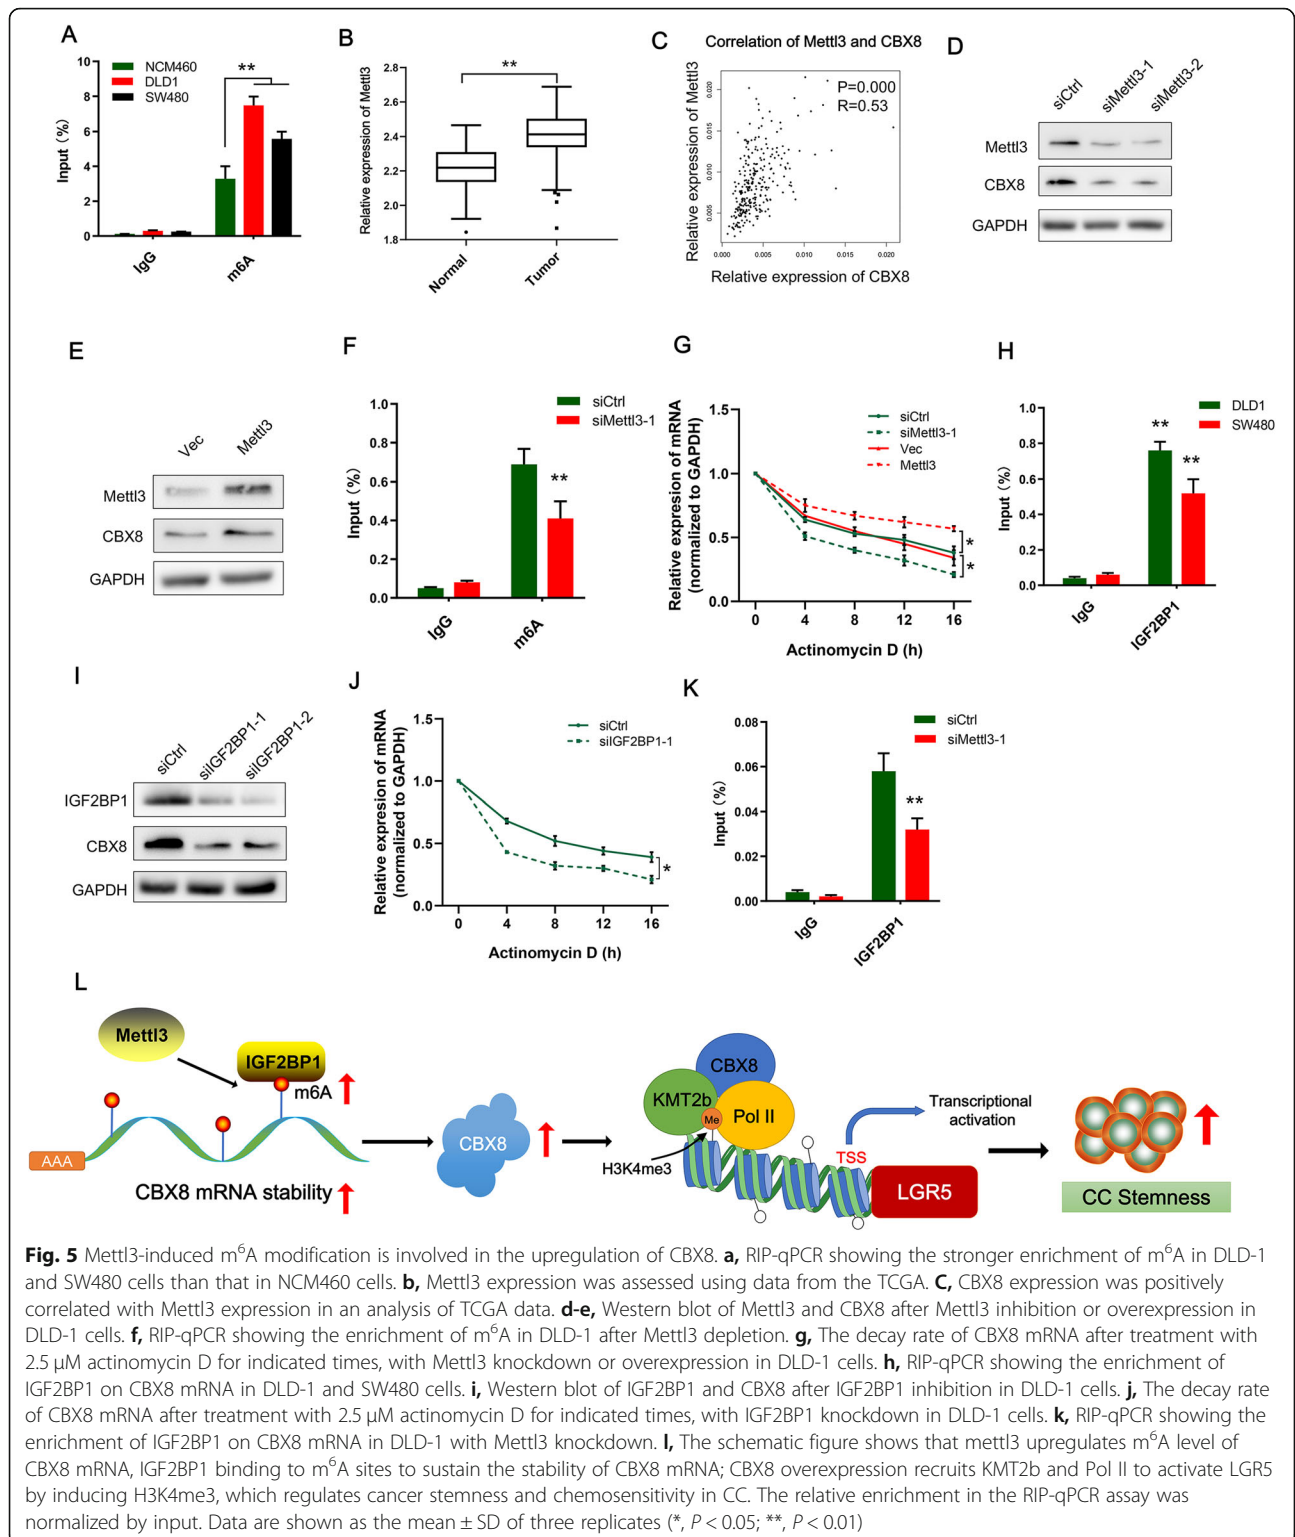 A
NCM460
DLD1
SW480
**
Input (%)
10
8
6
4
2
0
IgG
m6A
B
Relative expression of Mettl3
2.8
2.6
2.4
2.2
2.0
1.8
**
Normal
Tumor
C
Correlation of Mettl3 and CBX8
P=0.000
R=0.53
Relative expression of Mettl3
0.020
0.015
0.010
0.005
0.000 0.005 0.010 0.015 0.020
Relative expression of CBX8
D
siCtrl siMettl3-1 siMettl3-2
Mettl3
CBX8
GAPDH
E
Vec Mettl3
Mettl3
CBX8
GAPDH
F
siCtrl
siMettl3-1
Input (%)
1.0
0.8
0.6
0.4
0.2
0.0
**
IgG
m6A
G
Relative expresion of mRNA
(normalized to GAPDH)
1.5
1.0
0.5
0.0
siCtrl
siMettl3-1
Vec
Mettl3
*
*
0 4 8 12 16
Actinomycin D (h)
H
DLD1
SW480
Input (%)
1.0
0.8
0.6
0.4
0.2
0.0
**
**
IgG
IGF2BP1
I
siCtrl siIGF2BP1-1 siIGF2BP1-2
IGF2BP1
CBX8
GAPDH
J
Relative expresion of mRNA
(normalized to GAPDH)
1.5
1.0
0.5
0.0
siCtrl
siIGF2BP1-1
*
0 4 8 12 16
Actinomycin D (h)
K
siCtrl
siMettl3-1
Input (%)
0.08
0.06
0.04
0.02
0.00
**
IgG
IGF2BP1
L
Mettl3
IGF2BP1
m6A
AAA
CBX8 mRNA stability
CBX8
CBX8
KMT2b
Pol II
Me
H3K4me3
TSS
Transcriptional
activation
LGR5
CC Stemness
Fig. 5 Mettl3-induced m⁶A modification is involved in the upregulation of CBX8. a, RIP-qPCR showing the stronger enrichment of m⁶A in DLD-1
and SW480 cells than that in NCM460 cells. b, Mettl3 expression was assessed using data from the TCGA. C, CBX8 expression was positively
correlated with Mettl3 expression in an analysis of TCGA data. d-e, Western blot of Mettl3 and CBX8 after Mettl3 inhibition or overexpression in
DLD-1 cells. f, RIP-qPCR showing the enrichment of m⁶A in DLD-1 after Mettl3 depletion. g, The decay rate of CBX8 mRNA after treatment with
2.5 μM actinomycin D for indicated times, with Mettl3 knockdown or overexpression in DLD-1 cells. h, RIP-qPCR showing the enrichment of
IGF2BP1 on CBX8 mRNA in DLD-1 and SW480 cells. i, Western blot of IGF2BP1 and CBX8 after IGF2BP1 inhibition in DLD-1 cells. j, The decay rate
of CBX8 mRNA after treatment with 2.5 μM actinomycin D for indicated times, with IGF2BP1 knockdown in DLD-1 cells. k, RIP-qPCR showing the
enrichment of IGF2BP1 on CBX8 mRNA in DLD-1 with Mettl3 knockdown. l, The schematic figure shows that mettl3 upregulates m⁶A level of
CBX8 mRNA, IGF2BP1 binding to m⁶A sites to sustain the stability of CBX8 mRNA; CBX8 overexpression recruits KMT2b and Pol II to activate LGR5
by inducing H3K4me3, which regulates cancer stemness and chemosensitivity in CC. The relative enrichment in the RIP-qPCR assay was
normalized by input. Data are shown as the mean ± SD of three replicates (*, P < 0.05; **, P < 0.01)